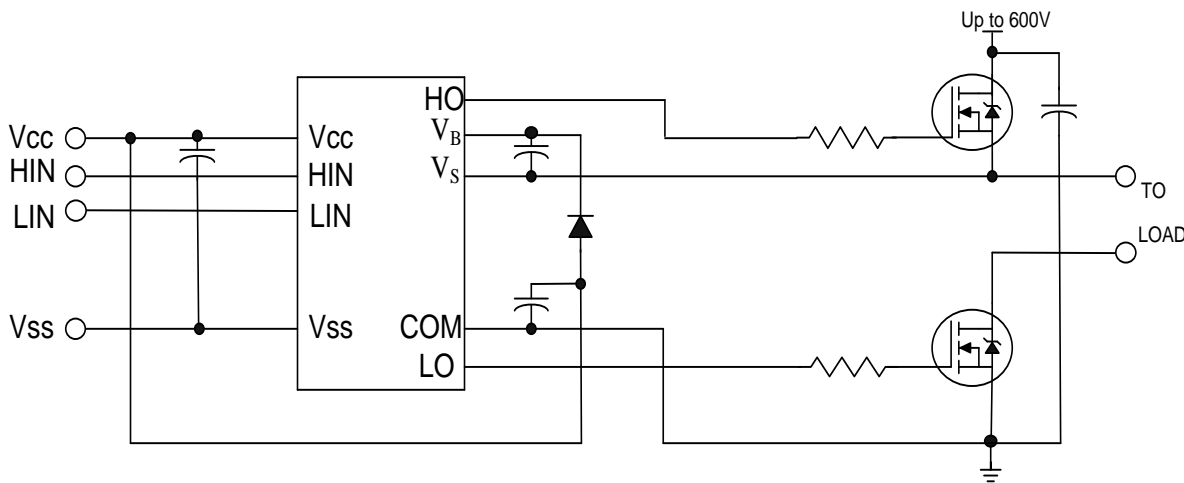 Up to 600V
Vcc
HIN
LIN
Vss
Vcc
HIN
LIN
Vss
HO
VB
VS
COM
LO
TO
LOAD